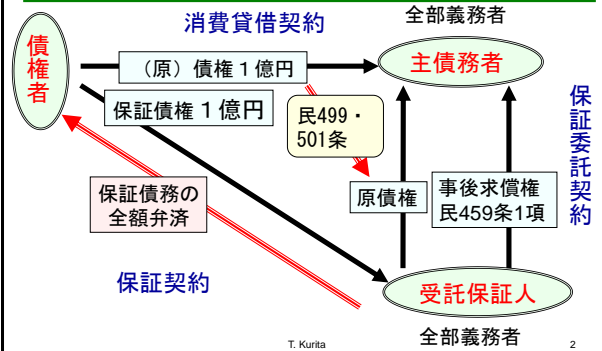 消費貸借契約
全部義務者
債権者
（原）債権１億円
主債務者
保証債権１億円
民499・
501条
保証委託契約
保証債務の
全額弁済
原債権
事後求償権
民459条1項
保証契約
受託保証人
全部義務者
T. Kurita
2